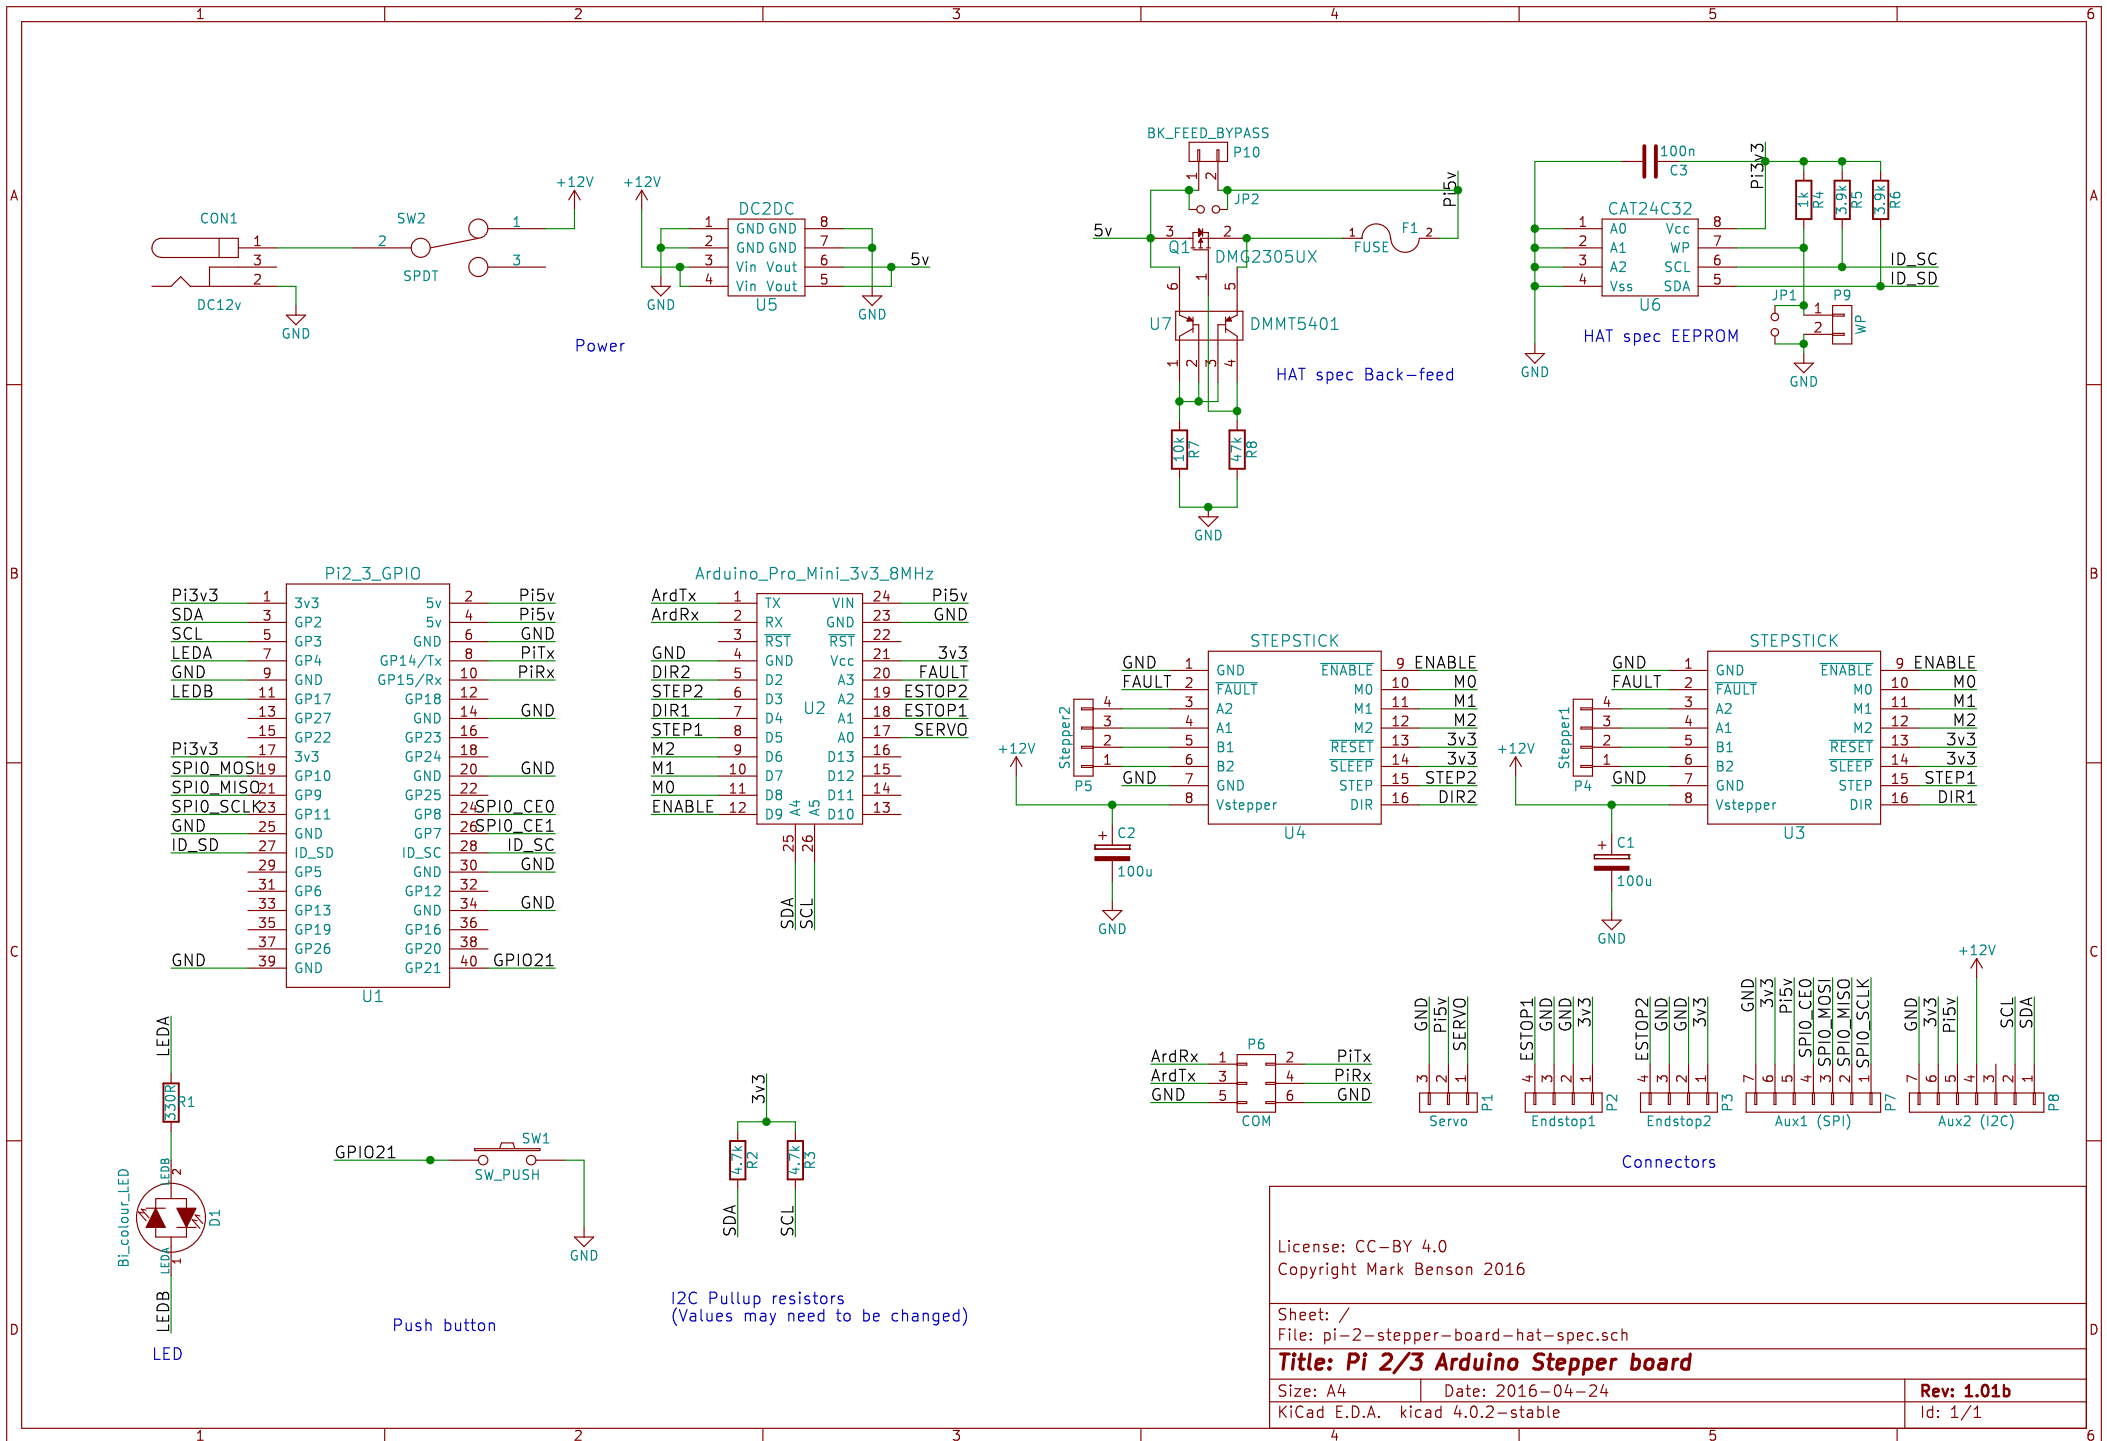 1 2 3 4 5 6
A
B
C
D
CON1
1
3
2
DC12v
GND
SW2
2
SPDT
1
3
+12V
+12V
DC2DC
1 GND GND 8
2 GND GND 7
3 Vin Vout 6
4 Vin Vout 5
U5
GND
GND
5v
Power
BK_FEED_BYPASS
P10
1 2
JP2
5v
3
Q1
2
DMG2305UX
1
1 FUSE F1 2
Pi5v
6 5
U7
DMMT5401
1 2 3 4
10k R7
47k R8
GND
HAT spec Back-feed
100n
C3
Pi3v3
1k R4
3.9k R5
3.9k R6
CAT24C32
1 A0 Vcc 8
2 A1 WP 7
3 A2 SCL 6
4 Vss SDA 5
U6
ID_SC
ID_SD
JP1
P9
1
2
WP
GND
GND
HAT spec EEPROM
Pi2_3_GPIO
Pi3v3 1 3v3 5v 2 Pi5v
SDA 3 GP2 5v 4 Pi5v
SCL 5 GP3 GND 6 GND
LEDA 7 GP4 GP14/Tx 8 PiTx
GND 9 GND GP15/Rx 10 PiRx
LEDB 11 GP17 GP18 12
13 GP27 GND 14 GND
15 GP22 GP23 16
Pi3v3 17 3v3 GP24 18
SPI0_MOSI 19 GP10 GND 20 GND
SPI0_MISO 21 GP9 GP25 22
SPI0_SCLK 23 GP11 GP8 24 SPI0_CE0
GND 25 GND GP7 26 SPI0_CE1
ID_SD 27 ID_SD ID_SC 28 ID_SC
29 GP5 GND 30 GND
31 GP6 GP12 32
33 GP13 GND 34 GND
35 GP19 GP16 36
37 GP26 GP20 38
GND 39 GND GP21 40 GPIO21
U1
Arduino_Pro_Mini_3v3_8MHz
ArdTx 1 TX VIN 24 Pi5v
ArdRx 2 RX GND 23 GND
3 RST RST 22
GND 4 GND Vcc 21 3v3
DIR2 5 D2 A3 20 FAULT
STEP2 6 D3 A2 19 ESTOP2
U2
DIR1 7 D4 A1 18 ESTOP1
STEP1 8 D5 A0 17 SERVO
M2 9 D6 D13 16
M1 10 D7 D12 15
M0 11 D8 D11 14
ENABLE 12 D9 D10 13
A4 A5
25 26
SDA SCL
STEPSTICK
GND 1 GND ENABLE 9 ENABLE
FAULT 2 FAULT M0 10 M0
4 3 A2 M1 11 M1
3 4 A1 M2 12 M2
2 5 B1 RESET 13 3v3
1 6 B2 SLEEP 14 3v3
GND 7 GND STEP 15 STEP2
8 Vstepper DIR 16 DIR2
U4
Stepper2
P5
+12V
+ C2
100u
GND
STEPSTICK
GND 1 GND ENABLE 9 ENABLE
FAULT 2 FAULT M0 10 M0
4 3 A2 M1 11 M1
3 4 A1 M2 12 M2
2 5 B1 RESET 13 3v3
1 6 B2 SLEEP 14 3v3
GND 7 GND STEP 15 STEP1
8 Vstepper DIR 16 DIR1
U3
Stepper1
P4
+12V
+ C1
100u
GND
LEDA
330R R1
LEDB 2
Bi_colour_LED
D1
LEDA 1
LEDB
LED
GPIO21
SW1
SW_PUSH
GND
Push button
3v3
4.7k R2
4.7k R3
SDA
SCL
I2C Pullup resistors
(Values may need to be changed)
P6
ArdRx 1 2 PiTx
ArdTx 3 4 PiRx
GND 5 6 GND
COM
GND Pi5v SERVO
3 2 1
P1
Servo
ESTOP1 GND GND 3v3
4 3 2 1
P2
Endstop1
ESTOP2 GND GND 3v3
4 3 2 1
P3
Endstop2
GND 3v3 Pi5v SPI0_CE0 SPI0_MOSI SPI0_MISO SPI0_SCLK
7 6 5 4 3 2 1
P7
Aux1 (SPI)
+12V
GND 3v3 Pi5v SCL SDA
7 6 5 4 3 2 1
P8
Aux2 (I2C)
Connectors
License: CC-BY 4.0
Copyright Mark Benson 2016
Sheet: /
File: pi-2-stepper-board-hat-spec.sch
Title: Pi 2/3 Arduino Stepper board
Size: A4 Date: 2016-04-24 Rev: 1.01b
KiCad E.D.A. kicad 4.0.2-stable Id: 1/1
A
B
C
D
1 2 3 4 5 6